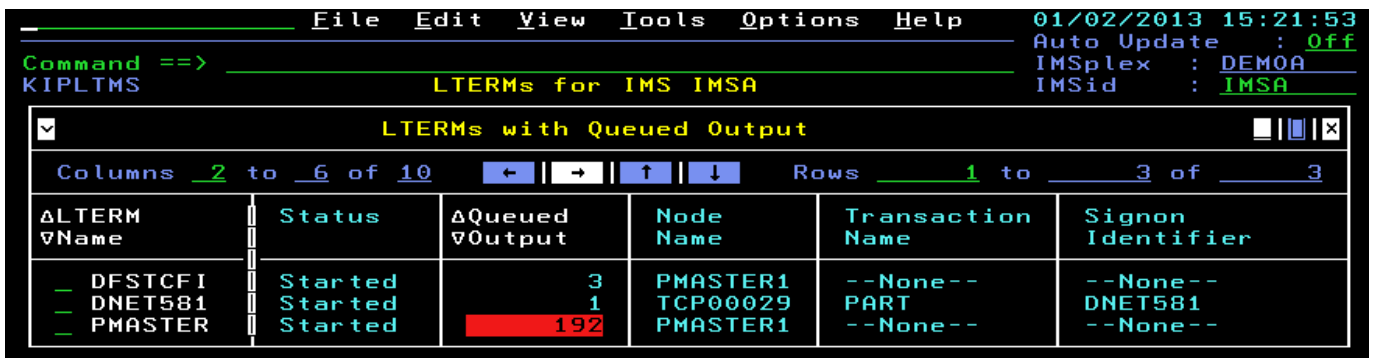 File Edit View Tools Options Help 01/02/2013 15:21:53
Auto Update : Off
Command ==> IMSplex : DEMOA
KIPLTMS LTERMs for IMS IMSA IMSid : IMSA
LTERMs with Queued Output
Columns 2 to 6 of 10 ← → ↑ ↓ Rows 1 to 3 of 3
△LTERM Status △Queued Node Transaction Signon
▽Name ▽Output Name Name Identifier
_ DFSTCFI Started 3 PMASTER1 --None-- --None--
_ DNET581 Started 1 TCP00029 PART DNET581
_ PMASTER Started 192 PMASTER1 --None-- --None--